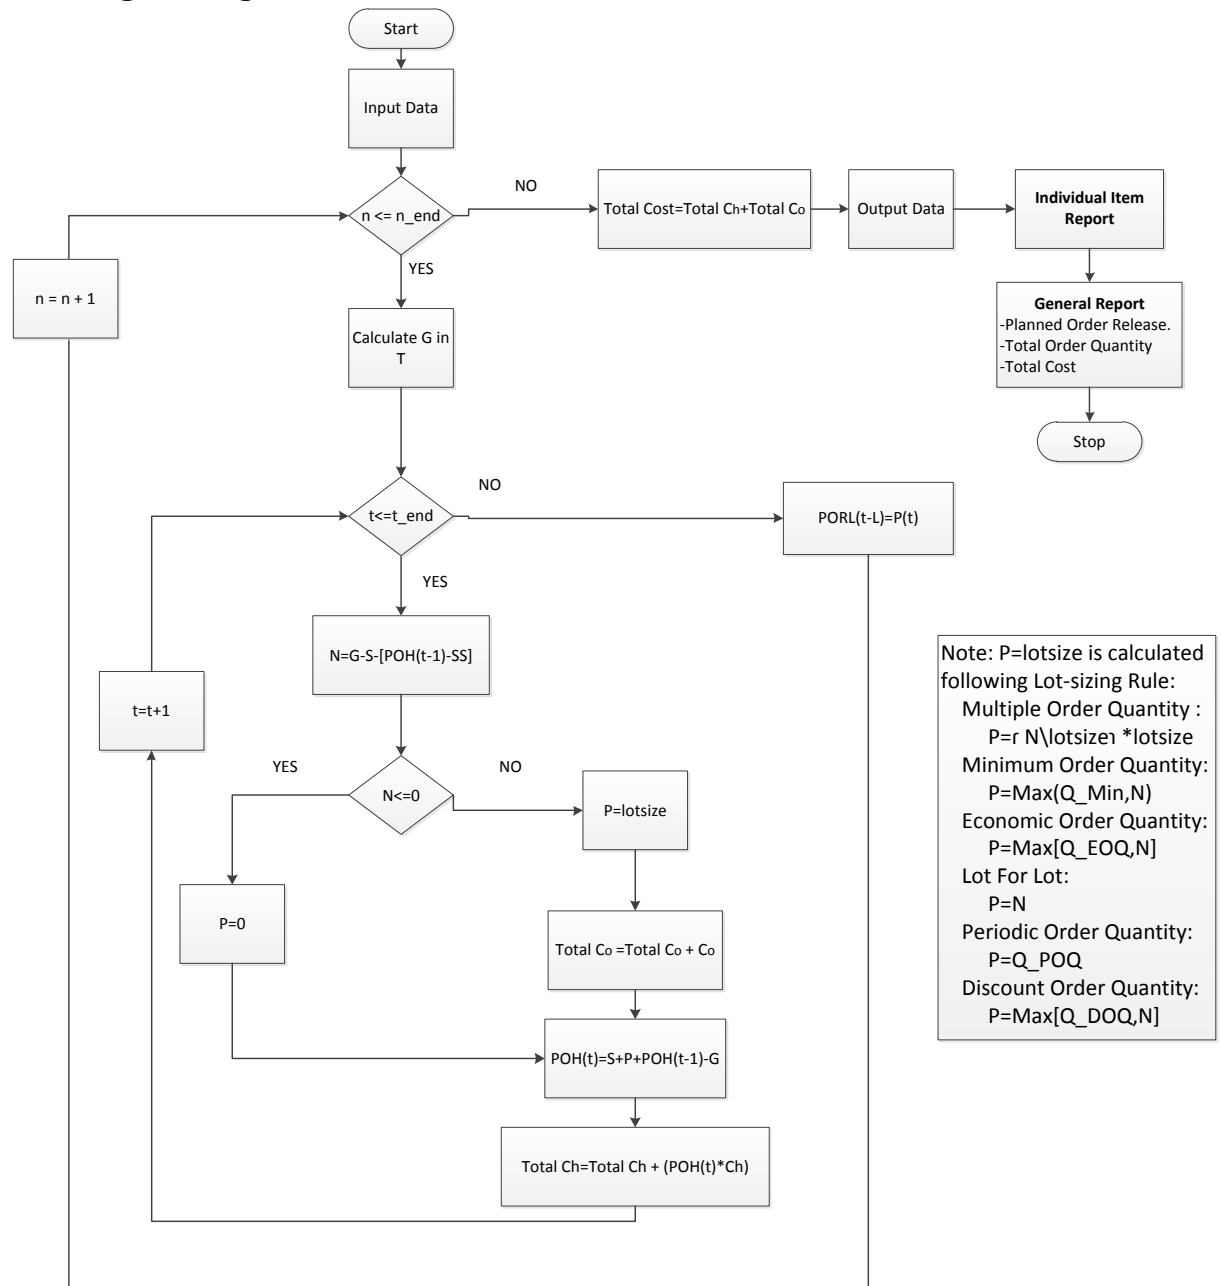 Start
Input Data
n <= n_end
NO
Total Cost=Total Ch+Total Co
Output Data
Individual Item
Report
YES
n = n + 1
Calculate G in
T
General Report
-Planned Order Release.
-Total Order Quantity
-Total Cost
Stop
t<=t_end
NO
PORL(t-L)=P(t)
YES
N=G-S-[POH(t-1)-SS]
t=t+1
YES
N<=0
NO
P=lotsize
P=0
Total Co =Total Co + Co
POH(t)=S+P+POH(t-1)-G
Total Ch=Total Ch + (POH(t)*Ch)
Note: P=lotsize is calculated
following Lot-sizing Rule:
Multiple Order Quantity :
P=┌ N\lotsize┐ *lotsize
Minimum Order Quantity:
P=Max(Q_Min,N)
Economic Order Quantity:
P=Max[Q_EOQ,N]
Lot For Lot:
P=N
Periodic Order Quantity:
P=Q_POQ
Discount Order Quantity:
P=Max[Q_DOQ,N]